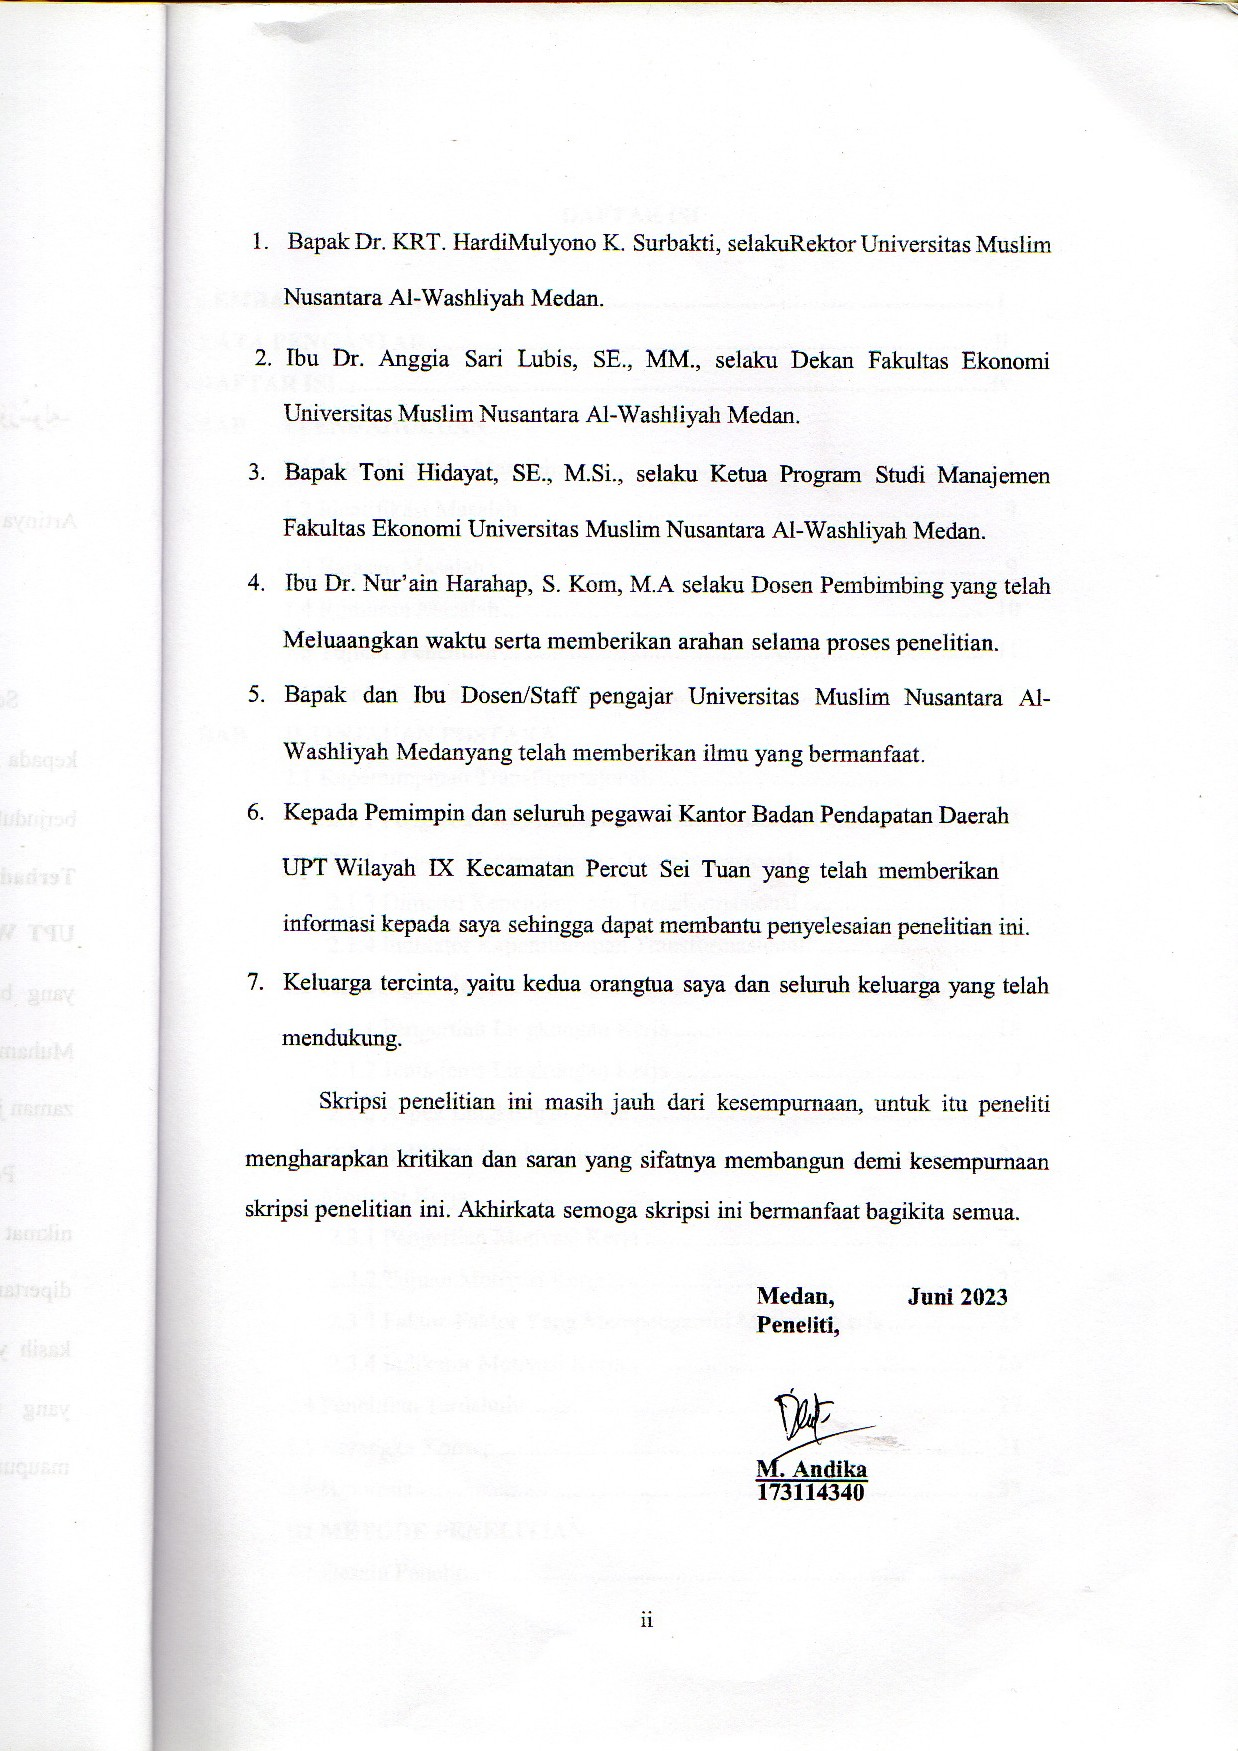 1. Bapak Dr. KRT. HardiMulyono K. Surbakti, selakuRektor Universitas Muslim
Nusantara Al-Washliyah Medan.
2. Ibu Dr. Anggia Sari Lubis, SE., MM., selaku Dekan Fakultas Ekonomi
Universitas Muslim Nusantara Al-Washliyah Medan.
3. Bapak Toni Hidayat, SE., M.Si., selaku Ketua Program Studi Manajemen
Fakultas Ekonomi Universitas Muslim Nusantara Al-Washliyah Medan.
4. Ibu Dr. Nur'ain Harahap, S. Kom, M.A selaku Dosen Pembimbing yang telah
Meluaangkan waktu serta memberikan arahan selama proses penelitian.
5. Bapak dan Ibu Dosen/Staff pengajar Universitas Muslim Nusantara Al-
Washliyah Medanyang telah memberikan ilmu yang bermanfaat.
6. Kepada Pemimpin dan seluruh pegawai Kantor Badan Pendapatan Daerah
UPT Wilayah IX Kecamatan Percut Sei Tuan yang telah memberikan
informasi kepada saya sehingga dapat membantu penyelesaian penelitian ini.
7. Keluarga tercinta, yaitu kedua orangtua saya dan seluruh keluarga yang telah
mendukung.
Skripsi penelitian ini masih jauh dari kesempurnaan, untuk itu peneliti
mengharapkan kritikan dan saran yang sifatnya membangun demi kesempurnaan
skripsi penelitian ini. Akhirkata semoga skripsi ini bermanfaat bagikita semua.
Medan, Juni 2023
Peneliti,
M. Andika
173114340
ii